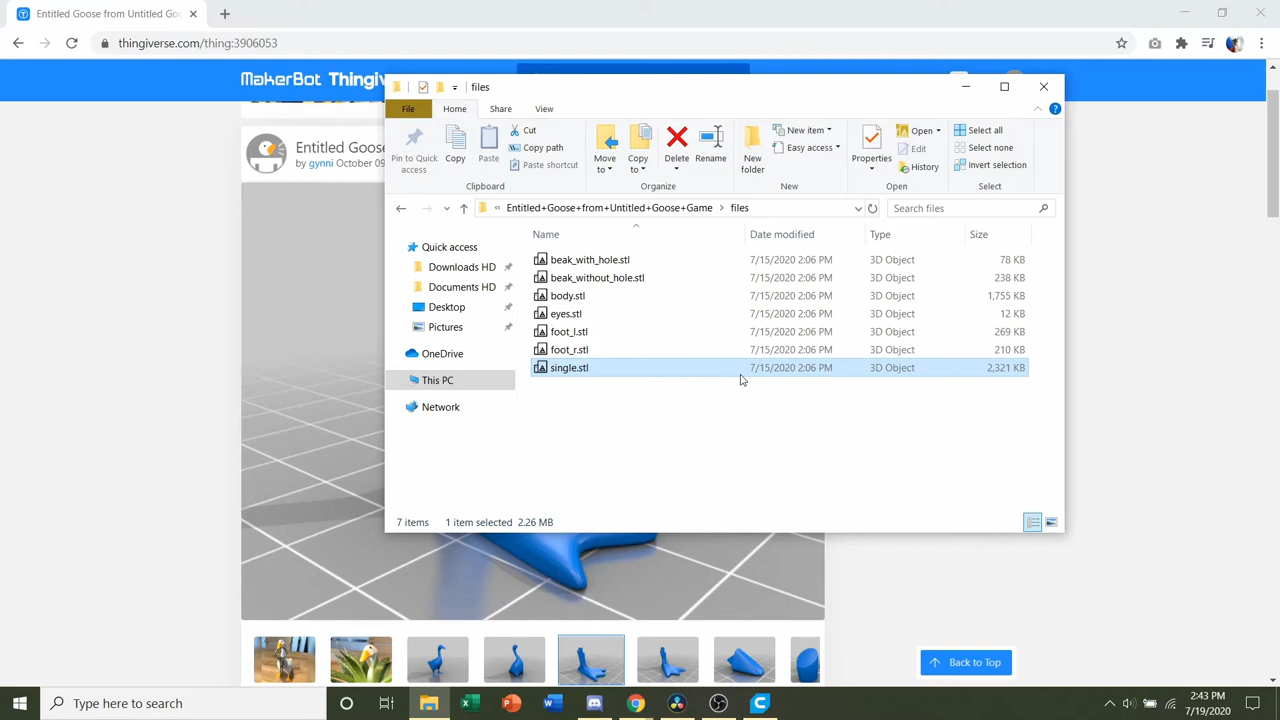 Entitled Goose from Untitled Go
thingiverse.com/thing:3906053
MakerBot Thingiv
Entitled Goose
by gynni October 09
files
File
Home
Share
View
Pin to Quick access
Copy
Paste
Cut
Copy path
Paste shortcut
Clipboard
Move to
Copy to
Delete
Rename
Organize
New folder
New item
Easy access
New
Properties
Open
Edit
History
Open
Select all
Select none
Invert selection
Select
« Entitled+Goose+from+Untitled+Goose+Game > files
Search files
Name Date modified Type Size
Quick access
Downloads HD
Documents HD
Desktop
Pictures
OneDrive
This PC
Network
beak_with_hole.stl 7/15/2020 2:06 PM 3D Object 78 KB
beak_without_hole.stl 7/15/2020 2:06 PM 3D Object 238 KB
body.stl 7/15/2020 2:06 PM 3D Object 1,755 KB
eyes.stl 7/15/2020 2:06 PM 3D Object 12 KB
foot_l.stl 7/15/2020 2:06 PM 3D Object 269 KB
foot_r.stl 7/15/2020 2:06 PM 3D Object 210 KB
single.stl 7/15/2020 2:06 PM 3D Object 2,321 KB
7 items 1 item selected 2.26 MB
Back to Top
Type here to search
2:43 PM
7/19/2020